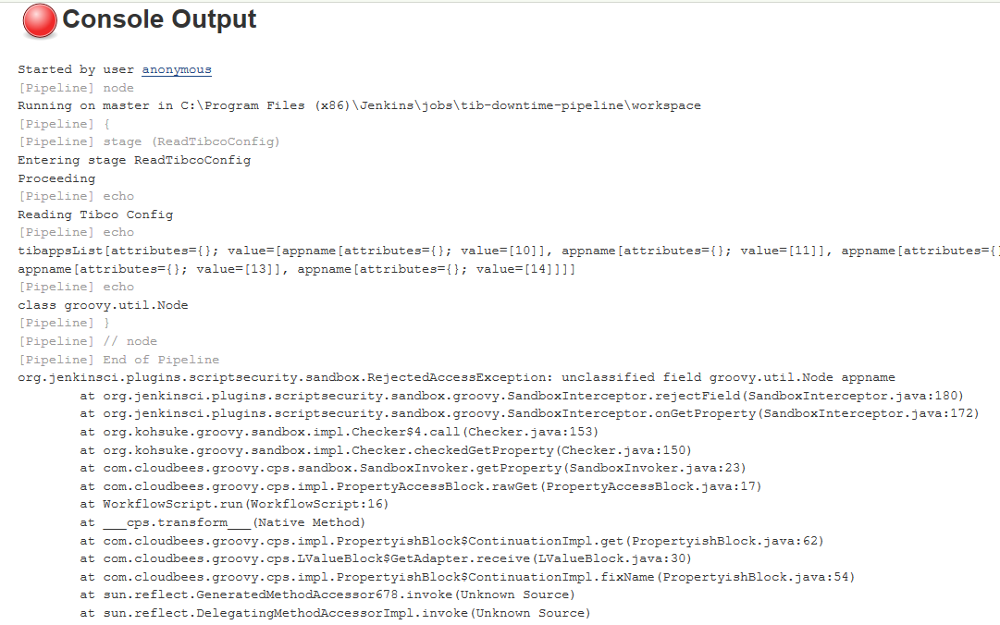 Console Output
Started by user anonymous
[Pipeline] node
Running on master in C:\Program Files (x86)\Jenkins\jobs\tib-downtime-pipeline\workspace
[Pipeline] {
[Pipeline] stage (ReadTibcoConfig)
Entering stage ReadTibcoConfig
Proceeding
[Pipeline] echo
Reading Tibco Config
[Pipeline] echo
tibappsList[attributes={}; value=[appname[attributes={}; value=[10]], appname[attributes={}; value=[11]], appname[attributes={}
appname[attributes={}; value=[13]], appname[attributes={}; value=[14]]]]
[Pipeline] echo
class groovy.util.Node
[Pipeline] }
[Pipeline] // node
[Pipeline] End of Pipeline
org.jenkinsci.plugins.scriptsecurity.sandbox.RejectedAccessException: unclassified field groovy.util.Node appname
at org.jenkinsci.plugins.scriptsecurity.sandbox.groovy.SandboxInterceptor.rejectField(SandboxInterceptor.java:180)
at org.jenkinsci.plugins.scriptsecurity.sandbox.groovy.SandboxInterceptor.onGetProperty(SandboxInterceptor.java:172)
at org.kohsuke.groovy.sandbox.impl.Checker$4.call(Checker.java:153)
at org.kohsuke.groovy.sandbox.impl.Checker.checkedGetProperty(Checker.java:150)
at com.cloudbees.groovy.cps.sandbox.SandboxInvoker.getProperty(SandboxInvoker.java:23)
at com.cloudbees.groovy.cps.impl.PropertyAccessBlock.rawGet(PropertyAccessBlock.java:17)
at WorkflowScript.run(WorkflowScript:16)
at ___cps.transform___(Native Method)
at com.cloudbees.groovy.cps.impl.PropertyishBlock$ContinuationImpl.get(PropertyishBlock.java:62)
at com.cloudbees.groovy.cps.LValueBlock$GetAdapter.receive(LValueBlock.java:30)
at com.cloudbees.groovy.cps.impl.PropertyishBlock$ContinuationImpl.fixName(PropertyishBlock.java:54)
at sun.reflect.GeneratedMethodAccessor678.invoke(Unknown Source)
at sun.reflect.DelegatingMethodAccessorImpl.invoke(Unknown Source)